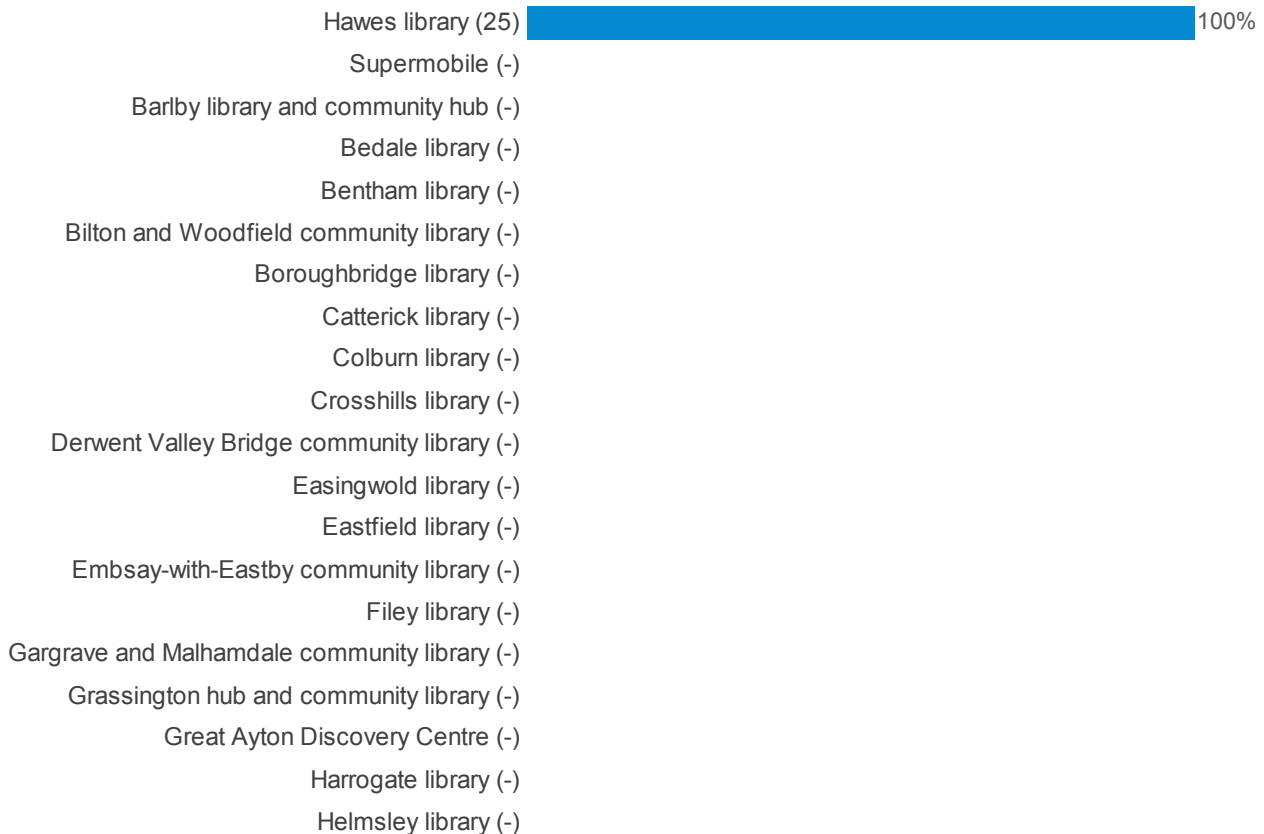 Hawes library (25) 100%
Supermobile (-)
Barlby library and community hub (-)
Bedale library (-)
Bentham library (-)
Bilton and Woodfield community library (-)
Boroughbridge library (-)
Catterick library (-)
Colburn library (-)
Crosshills library (-)
Derwent Valley Bridge community library (-)
Easingwold library (-)
Eastfield library (-)
Embsay-with-Eastby community library (-)
Filey library (-)
Gargrave and Malhamdale community library (-)
Grassington hub and community library (-)
Great Ayton Discovery Centre (-)
Harrogate library (-)
Helmsley library (-)